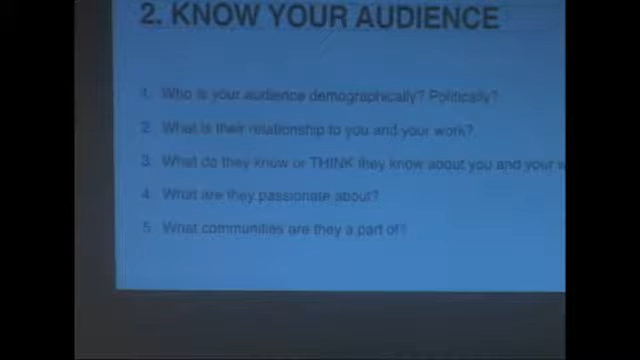 2. KNOW YOUR AUDIENCE
1. Who is your audience demographically? Politically?
2. What is their relationship to you and your work?
3. What do they know or THINK they know about you and your
4. What are they passionate about?
5. What communities are they a part of?